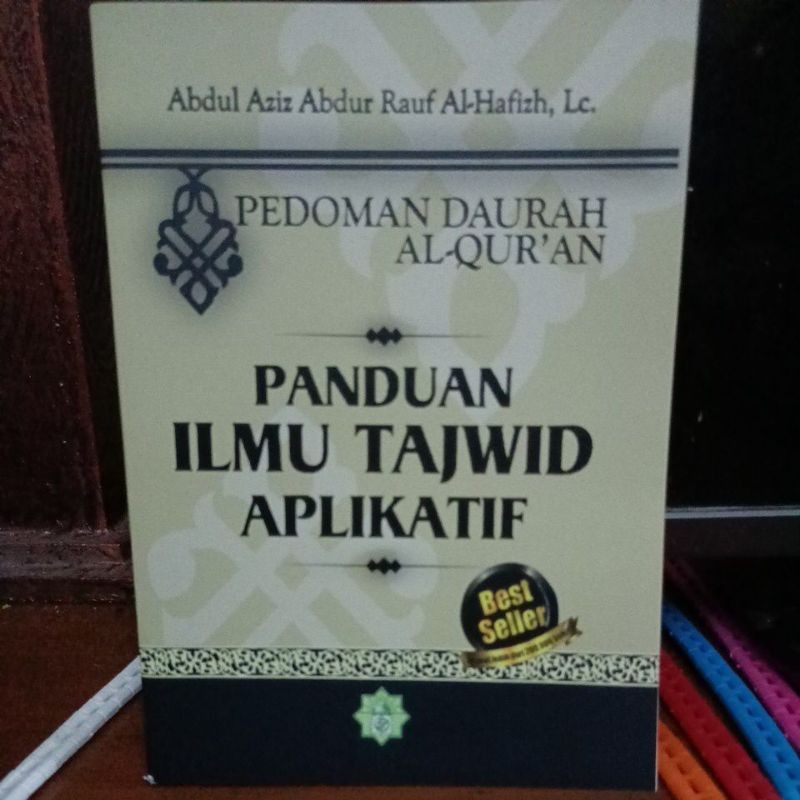 Abdul Aziz Abdur Rauf Al-Hafizh, Lc.
PEDOMAN DAURAH
AL-QUR'AN
PANDUAN
ILMU TAJWID
APLIKATIF
Best
Seller